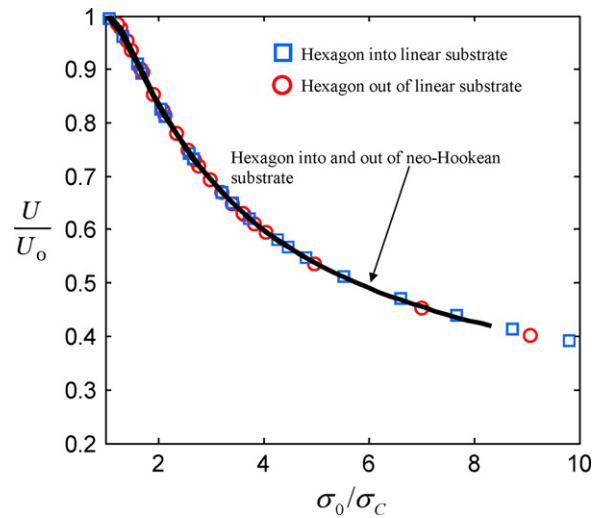 1
Hexagon into linear substrate
0.9
Hexagon out of linear substrate
0.8
Hexagon into and out of neo-Hookean
substrate
0.7
U
U₀
0.6
0.5
0.4
0.3
0.2
2
4
6
8
10
σ₀/σ_C